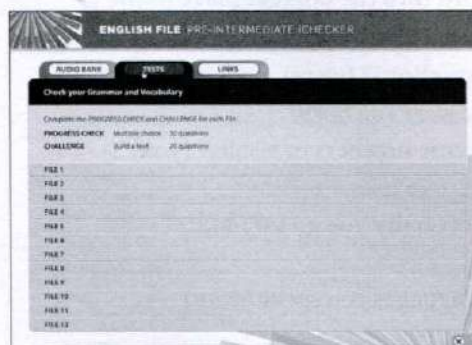 ENGLISH FILE PRE-INTERMEDIATE ICHECKER
AUDIO BANK TESTS LINKS
Check your Grammar and Vocabulary
Complete the PROGRESS CHECK and CHALLENGE for each File.
PROGRESS CHECK Multiple choice 30 questions
CHALLENGE Build a text 20 questions
FILE 1
FILE 2
FILE 3
FILE 4
FILE 5
FILE 6
FILE 7
FILE 8
FILE 9
FILE 10
FILE 11
FILE 12